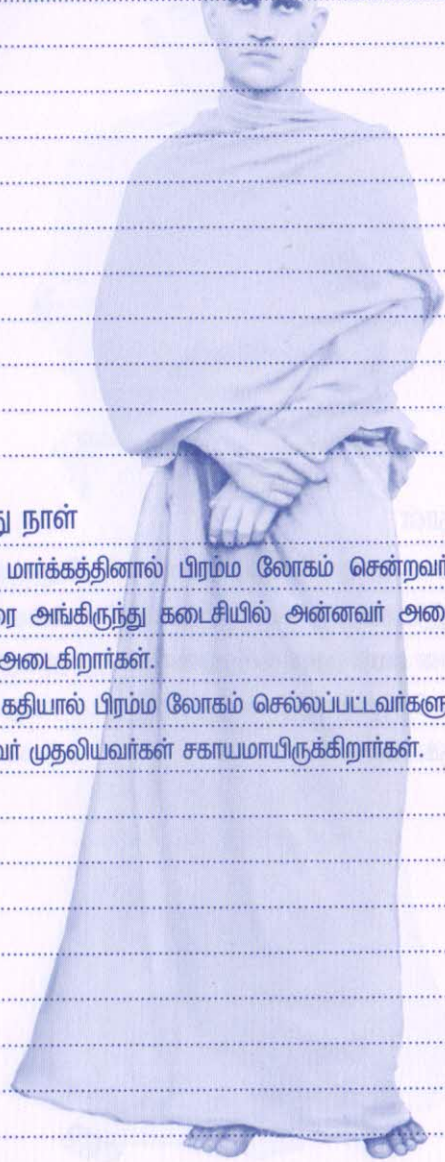 து நாள்
மார்க்கத்தினால் பிரம்ம லோகம் சென்றவர்
ரை அங்கிருந்து கடைசியில் அன்னவர் அடை
அடைகிறார்கள்.
கதியால் பிரம்ம லோகம் செல்லப்பட்டவர்களு
வர் முதலியவர்கள் சகாயமாயிருக்கிறார்கள்.